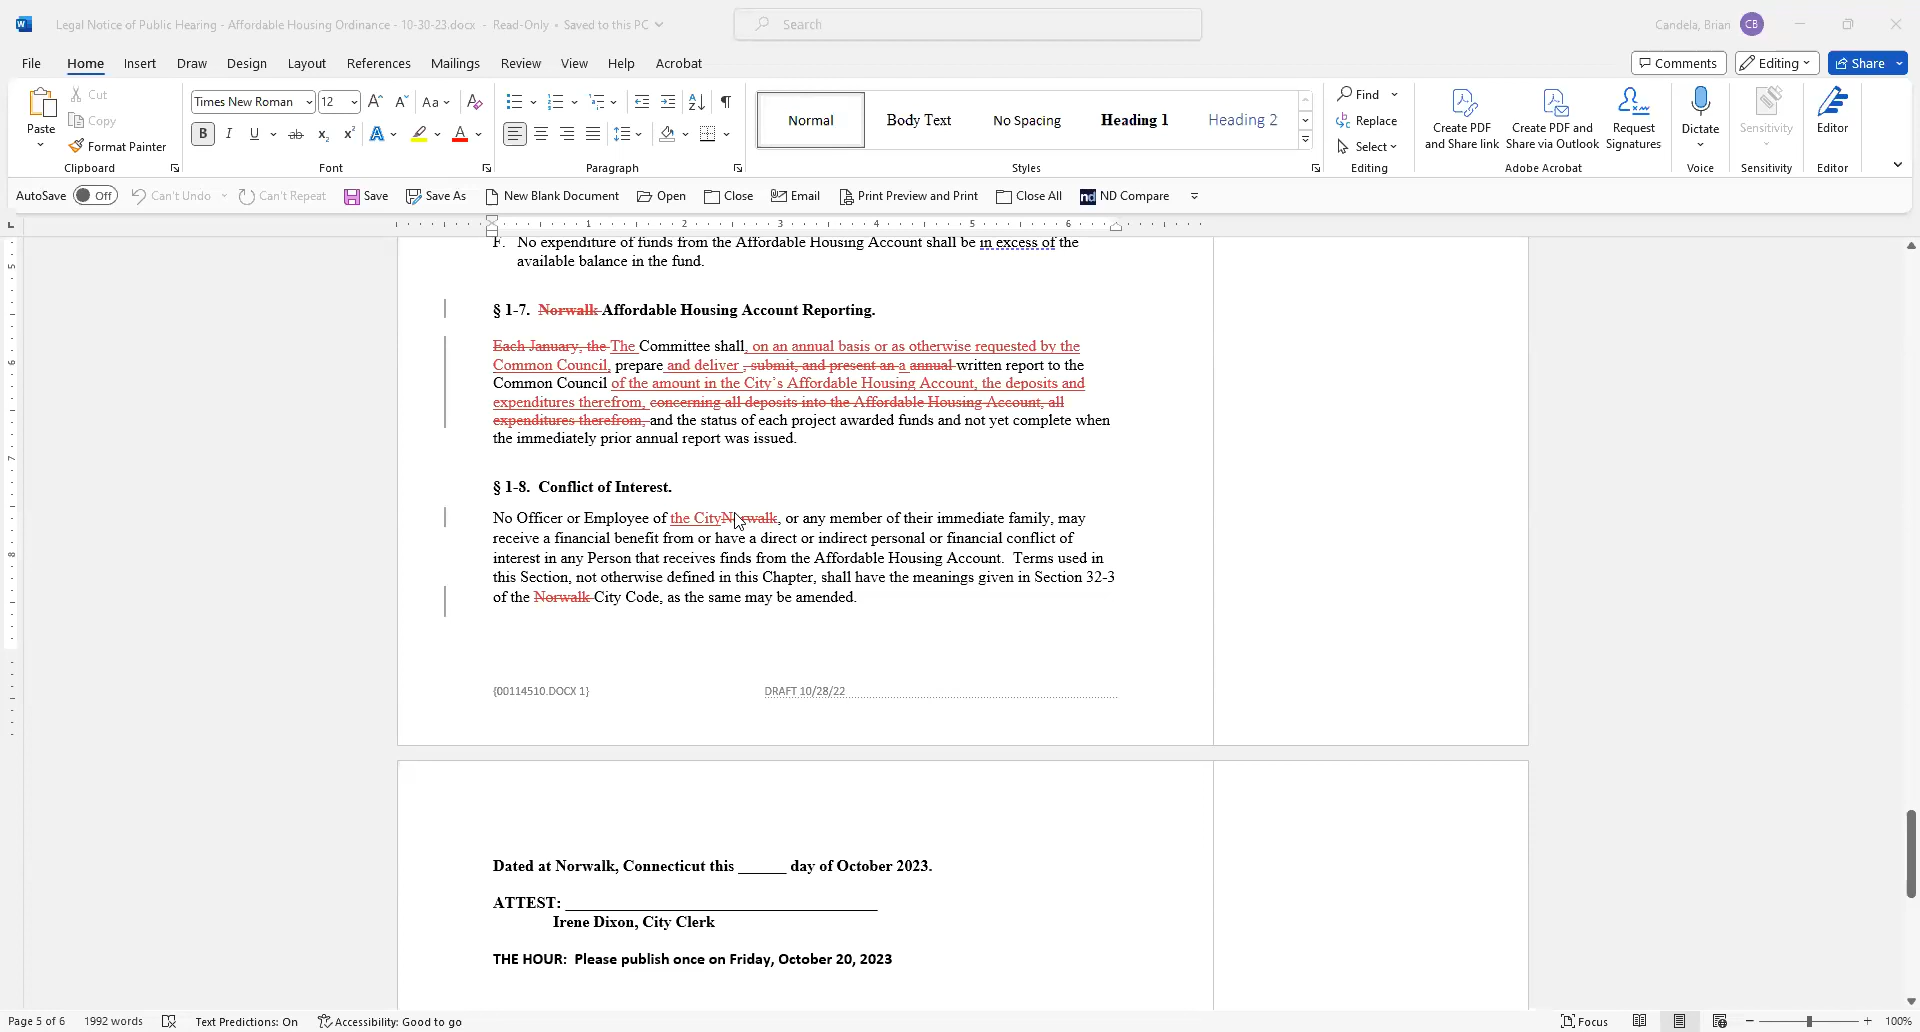 Legal Notice of Public Hearing - Affordable Housing Ordinance - 10-30-23.docx - Read-Only • Saved to this PC
Search
Candela, Brian CB
File Home Insert Draw Design Layout References Mailings Review View Help Acrobat
Comments Editing Share
Paste
Cut
Copy
Format Painter
Clipboard
Times New Roman 12
Font
Paragraph
Normal Body Text No Spacing Heading 1 Heading 2
Styles
Find
Replace
Select
Editing
Create PDF and Share link
Create PDF and Share via Outlook
Request Signatures
Adobe Acrobat
Dictate
Voice
Sensitivity
Sensitivity
Editor
Editor
AutoSave Off Can't Undo Can't Repeat Save Save As New Blank Document Open Close Email Print Preview and Print Close All nd ND Compare
1 2 3 4 5 6
5
6
7
8
F. No expenditure of funds from the Affordable Housing Account shall be in excess of the
available balance in the fund.
§ 1-7. Norwalk Affordable Housing Account Reporting.
Each January, the The Committee shall, on an annual basis or as otherwise requested by the
Common Council, prepare and deliver , submit, and present an a annual written report to the
Common Council of the amount in the City's Affordable Housing Account, the deposits and
expenditures therefrom, concerning all deposits into the Affordable Housing Account, all
expenditures therefrom, and the status of each project awarded funds and not yet complete when
the immediately prior annual report was issued.
§ 1-8. Conflict of Interest.
No Officer or Employee of the CityNorwalk, or any member of their immediate family, may
receive a financial benefit from or have a direct or indirect personal or financial conflict of
interest in any Person that receives finds from the Affordable Housing Account. Terms used in
this Section, not otherwise defined in this Chapter, shall have the meanings given in Section 32-3
of the Norwalk City Code, as the same may be amended.
{00114510.DOCX 1} DRAFT 10/28/22
Dated at Norwalk, Connecticut this ______ day of October 2023.
ATTEST: ______________________________________
Irene Dixon, City Clerk
THE HOUR: Please publish once on Friday, October 20, 2023
Page 5 of 6 1992 words Text Predictions: On Accessibility: Good to go Focus 100%